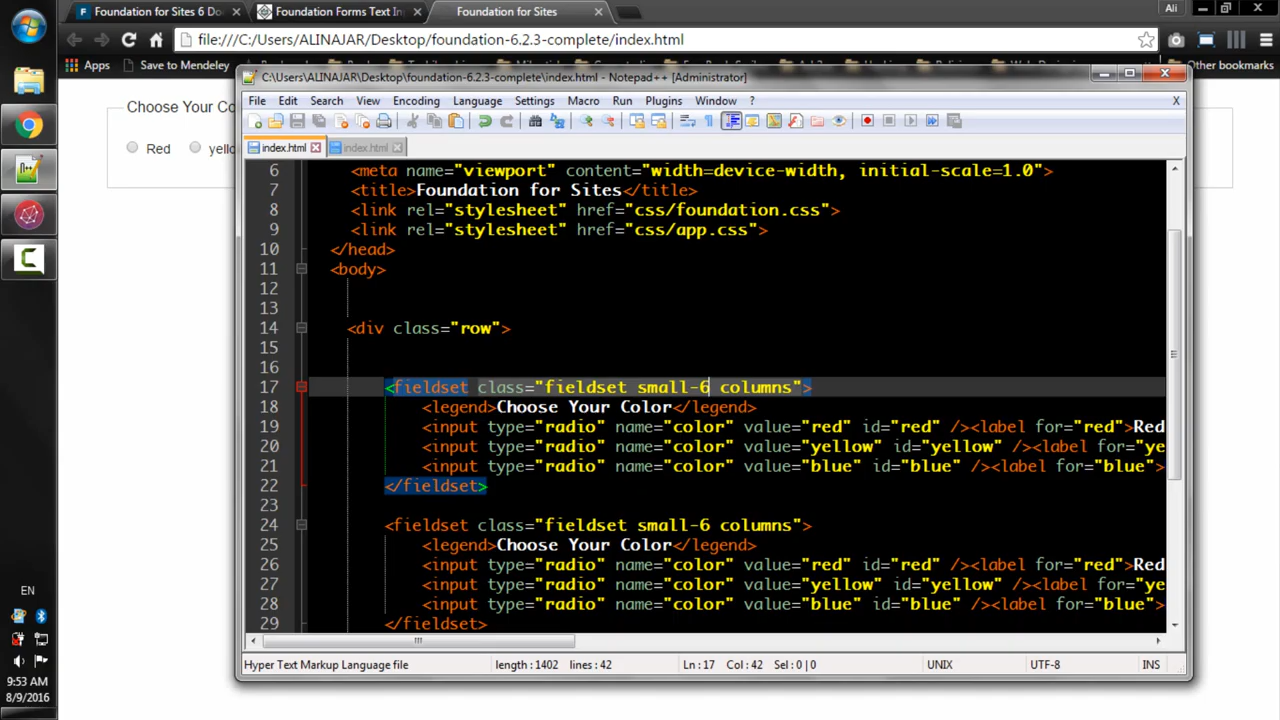 Foundation for Sites 6 Do
Foundation Forms Text In
Foundation for Sites
Ali
file:///C:/Users/ALINAJAR/Desktop/foundation-6.2.3-complete/index.html
Apps
Save to Mendeley
Other bookmarks
C:\Users\ALINAJAR\Desktop\foundation-6.2.3-complete\index.html - Notepad++ [Administrator]
File Edit Search View Encoding Language Settings Macro Run Plugins Window ? X
index.html
index.html
Choose Your Co
Red
yello
6 <meta name="viewport" content="width=device-width, initial-scale=1.0">
7 <title>Foundation for Sites</title>
8 <link rel="stylesheet" href="css/foundation.css">
9 <link rel="stylesheet" href="css/app.css">
10 </head>
11 <body>
12
13
14 <div class="row">
15
16
17 <fieldset class="fieldset small-6 columns">
18 <legend>Choose Your Color</legend>
19 <input type="radio" name="color" value="red" id="red" /><label for="red">Red
20 <input type="radio" name="color" value="yellow" id="yellow" /><label for="ye
21 <input type="radio" name="color" value="blue" id="blue" /><label for="blue">
22 </fieldset>
23
24 <fieldset class="fieldset small-6 columns">
25 <legend>Choose Your Color</legend>
26 <input type="radio" name="color" value="red" id="red" /><label for="red">Red
27 <input type="radio" name="color" value="yellow" id="yellow" /><label for="ye
28 <input type="radio" name="color" value="blue" id="blue" /><label for="blue">
29 </fieldset>
Hyper Text Markup Language file
length : 1402 lines : 42
Ln : 17 Col : 42 Sel : 0 | 0
UNIX
UTF-8
INS
EN
9:53 AM
8/9/2016